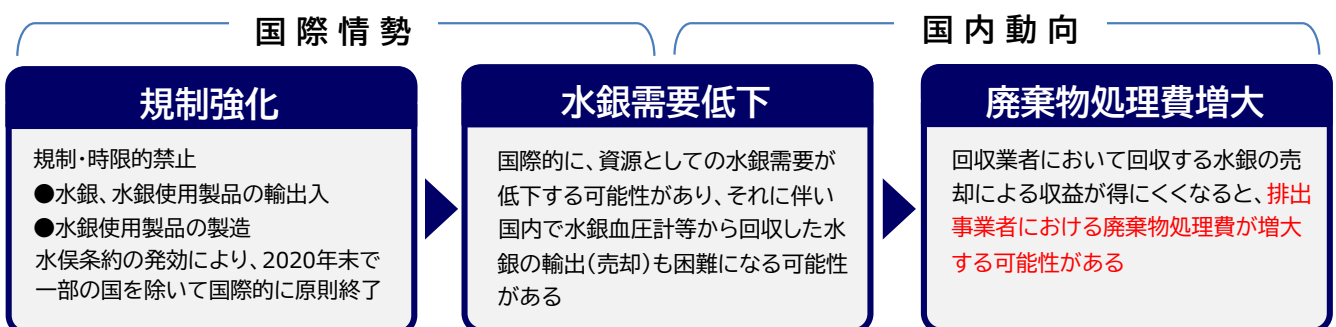 国際情勢
国内動向
規制強化
規制・時限的禁止
●水銀、水銀使用製品の輸出入
●水銀使用製品の製造
水俣条約の発効により、2020年末で
一部の国を除いて国際的に原則終了
水銀需要低下
国際的に、資源としての水銀需要が
低下する可能性があり、それに伴い
国内で水銀血圧計等から回収した水
銀の輸出（売却）も困難になる可能性
がある
廃棄物処理費増大
回収業者において回収する水銀の売
却による収益が得にくくなると、排出
事業者における廃棄物処理費が増大
する可能性がある